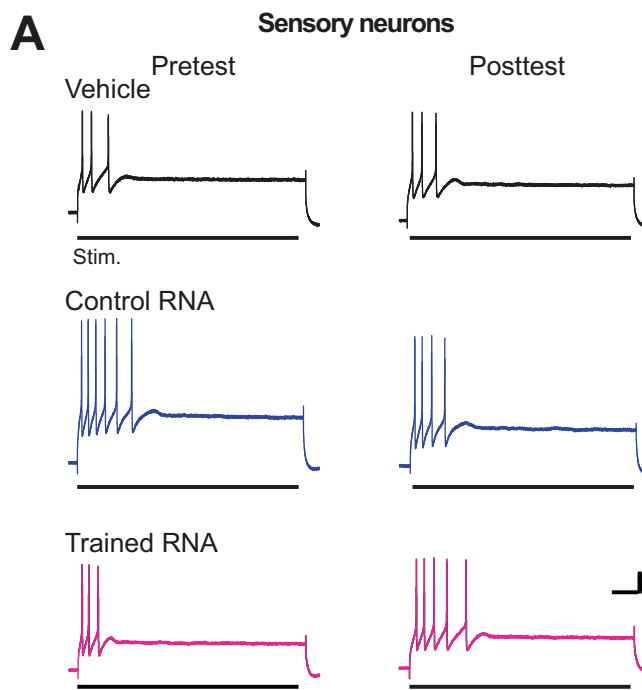 A
Sensory neurons
Pretest
Posttest
Vehicle
Stim.
Control RNA
Trained RNA